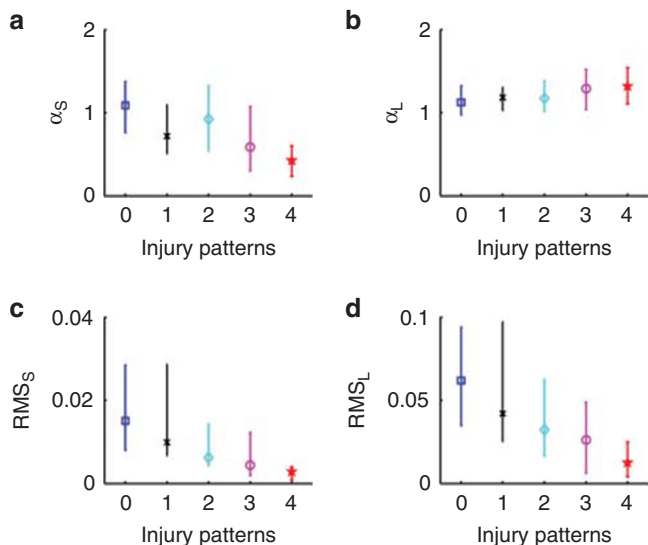 a
2
1
0
α_S
0 1 2 3 4
Injury patterns
b
2
1
0
α_L
0 1 2 3 4
Injury patterns
c
0.04
0.02
0
RMS_S
0 1 2 3 4
Injury patterns
d
0.1
0.05
0
RMS_L
0 1 2 3 4
Injury patterns